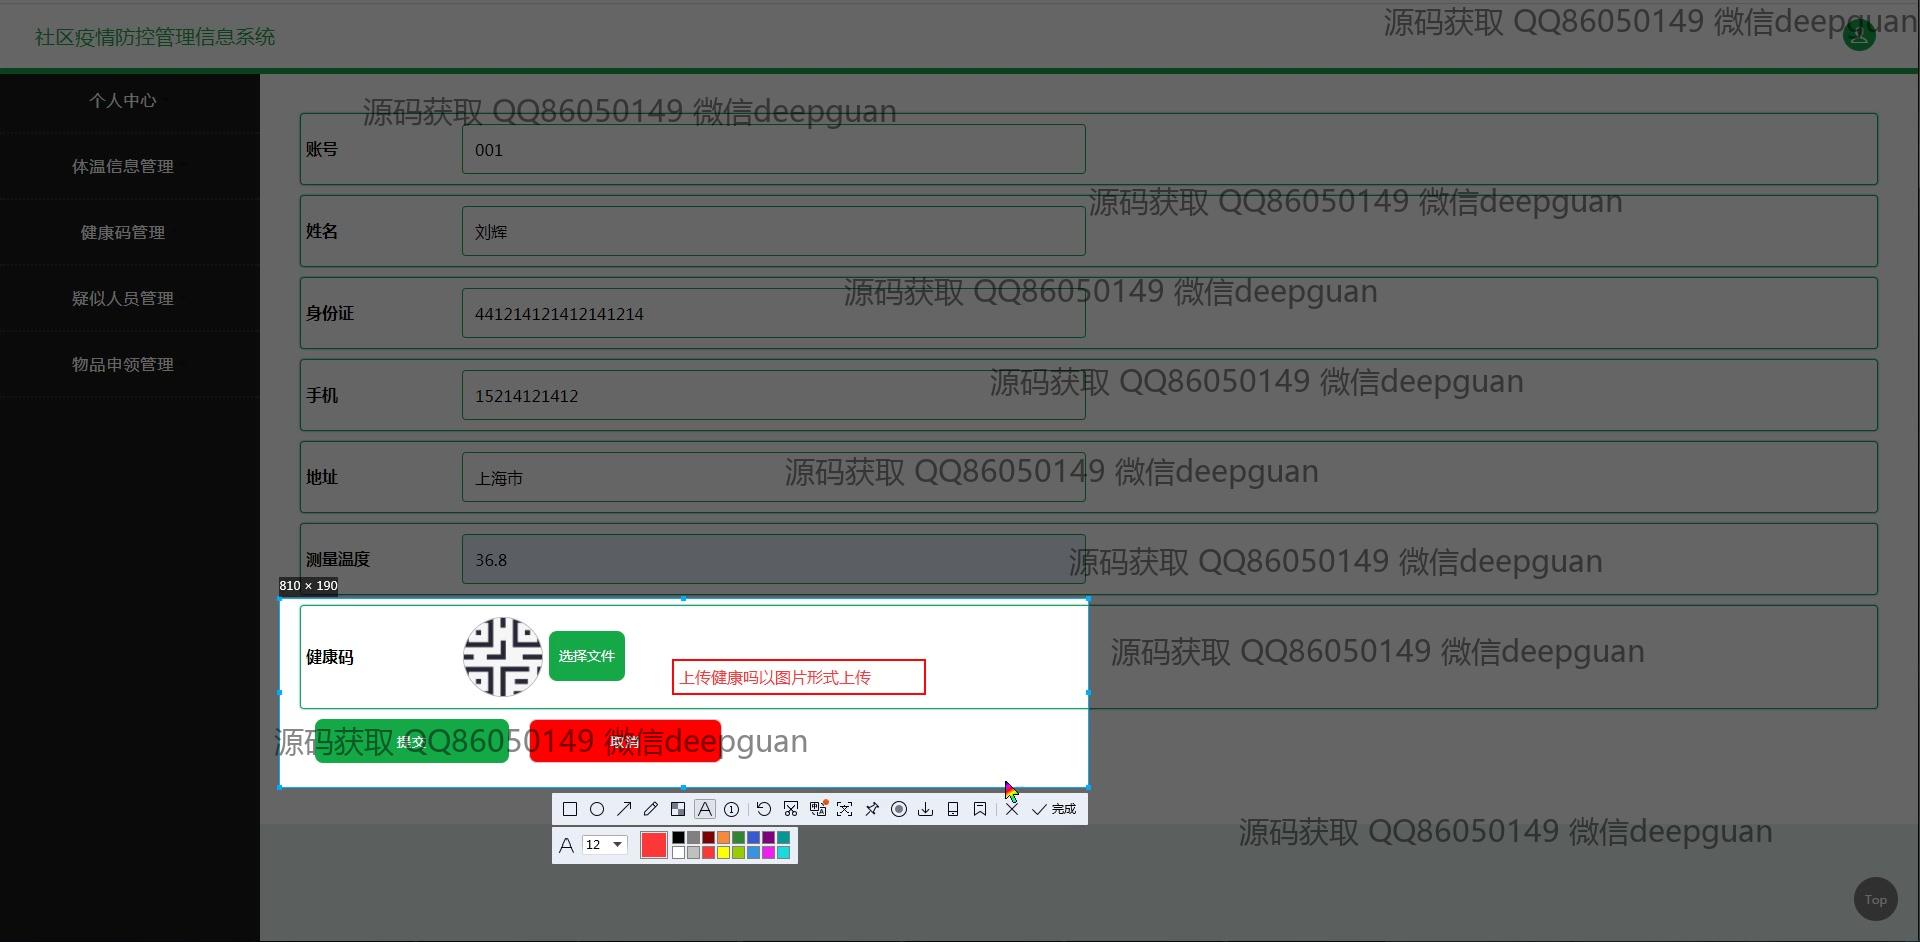 源码获取 QQ86050149 微信deepguan
社区疫情防控管理信息系统
个人中心
体温信息管理
健康码管理
疑似人员管理
物品申领管理
源码获取 QQ86050149 微信deepguan
账号
001
源码获取 QQ86050149 微信deepguan
姓名
刘辉
源码获取 QQ86050149 微信deepguan
身份证
441214121412141214
源码获取 QQ86050149 微信deepguan
手机
15214121412
源码获取 QQ86050149 微信deepguan
地址
上海市
源码获取 QQ86050149 微信deepguan
测量温度
36.8
810 × 190
健康码
选择文件
源码获取 QQ86050149 微信deepguan
上传健康吗以图片形式上传
提交
取消
源码获取 QQ86050149 微信deepguan
完成
A 12
源码获取 QQ86050149 微信deepguan
Top